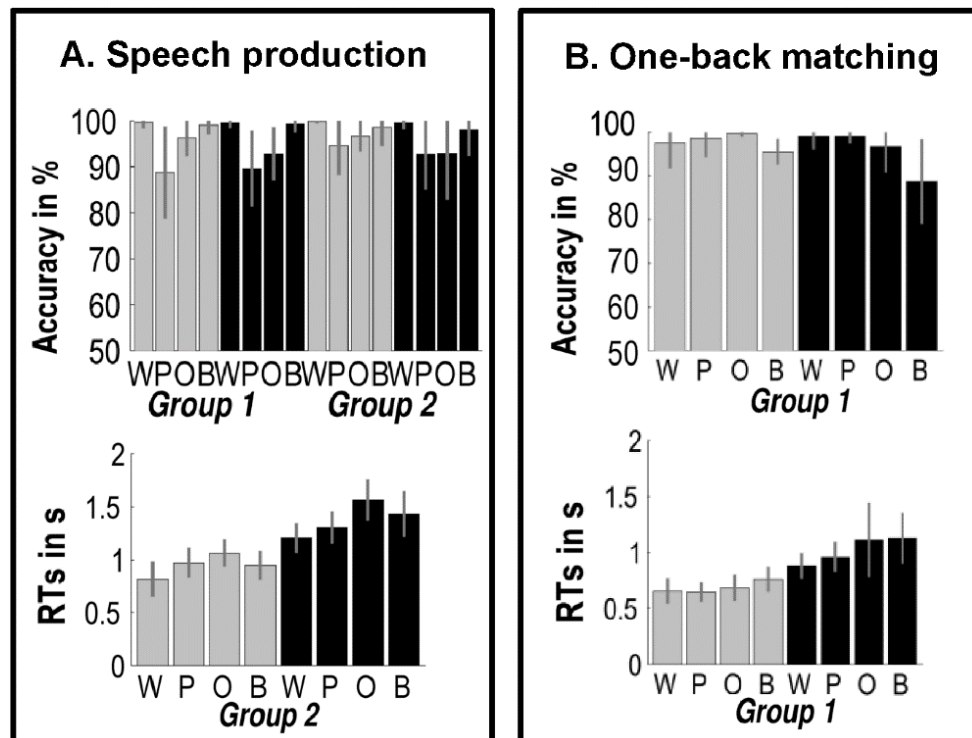 A. Speech production
Accuracy in %
100
90
80
70
60
50
WPOBWPOBWPOBWPOB
Group 1 Group 2
RTs in s
2
1.5
1
0.5
0
W P O B W P O B
Group 2
B. One-back matching
Accuracy in %
100
90
80
70
60
50
W P O B W P O B
Group 1
RTs in s
2
1.5
1
0.5
0
W P O B W P O B
Group 1